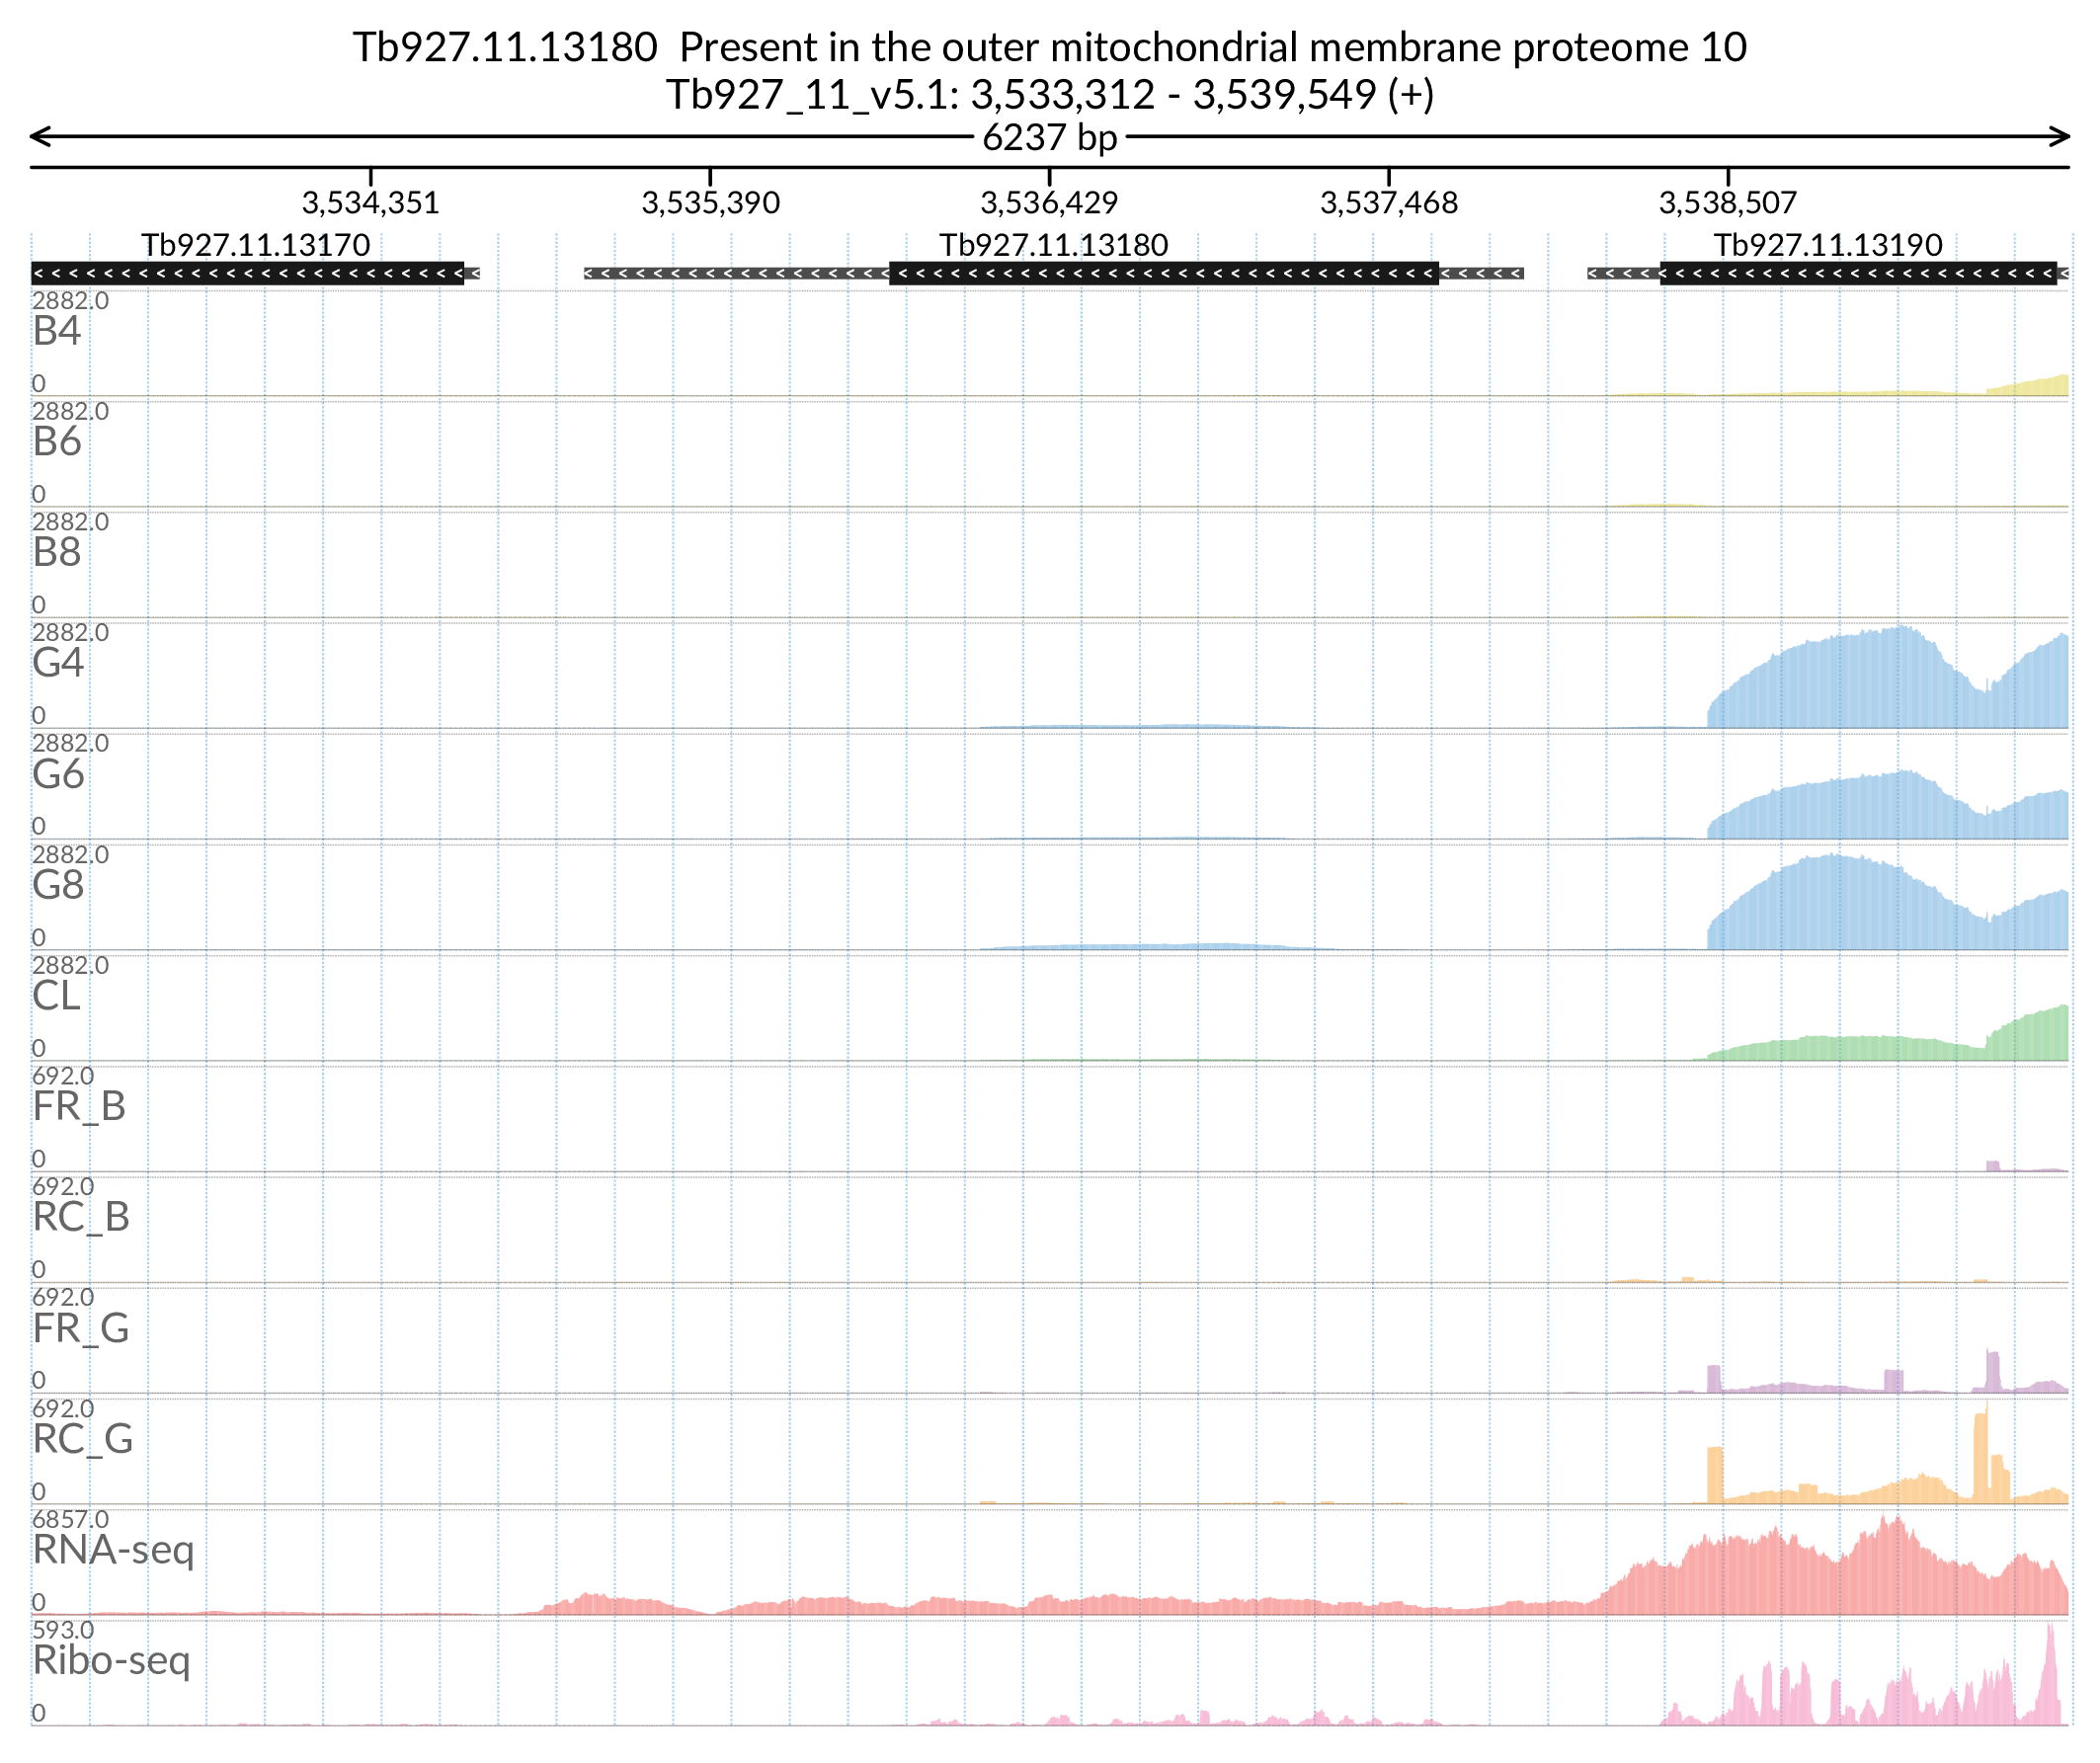 Tb927.11.13180  Present in the outer mitochondrial membrane proteome 10
Tb927_11_v5.1: 3,533,312 - 3,539,549 (+)
6237 bp
3,534,351 3,535,390 3,536,429 3,537,468 3,538,507
Tb927.11.13170 Tb927.11.13180 Tb927.11.13190
2882.0
B4
0
2882.0
B6
0
2882.0
B8
0
2882.0
G4
0
2882.0
G6
0
2882.0
G8
0
2882.0
CL
0
692.0
FR_B
0
692.0
RC_B
0
692.0
FR_G
0
692.0
RC_G
0
6857.0
RNA-seq
0
593.0
Ribo-seq
0